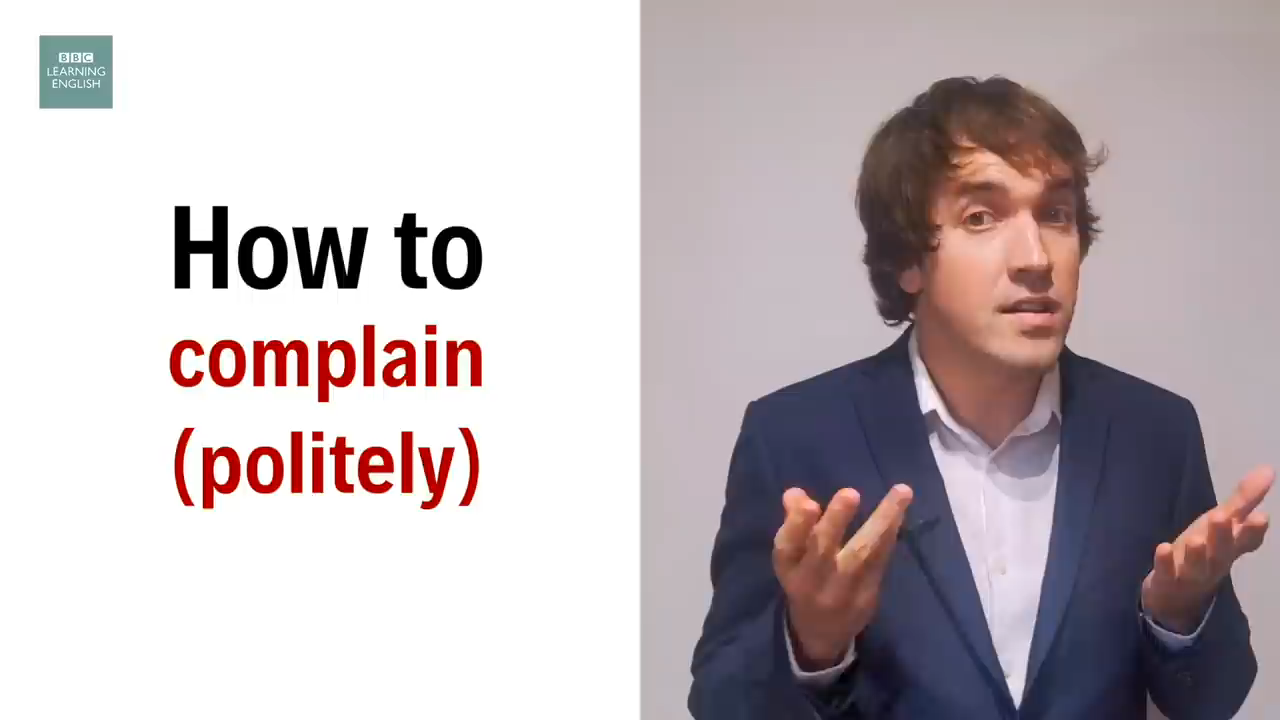 BBC
LEARNING
ENGLISH
How to
complain
(politely)